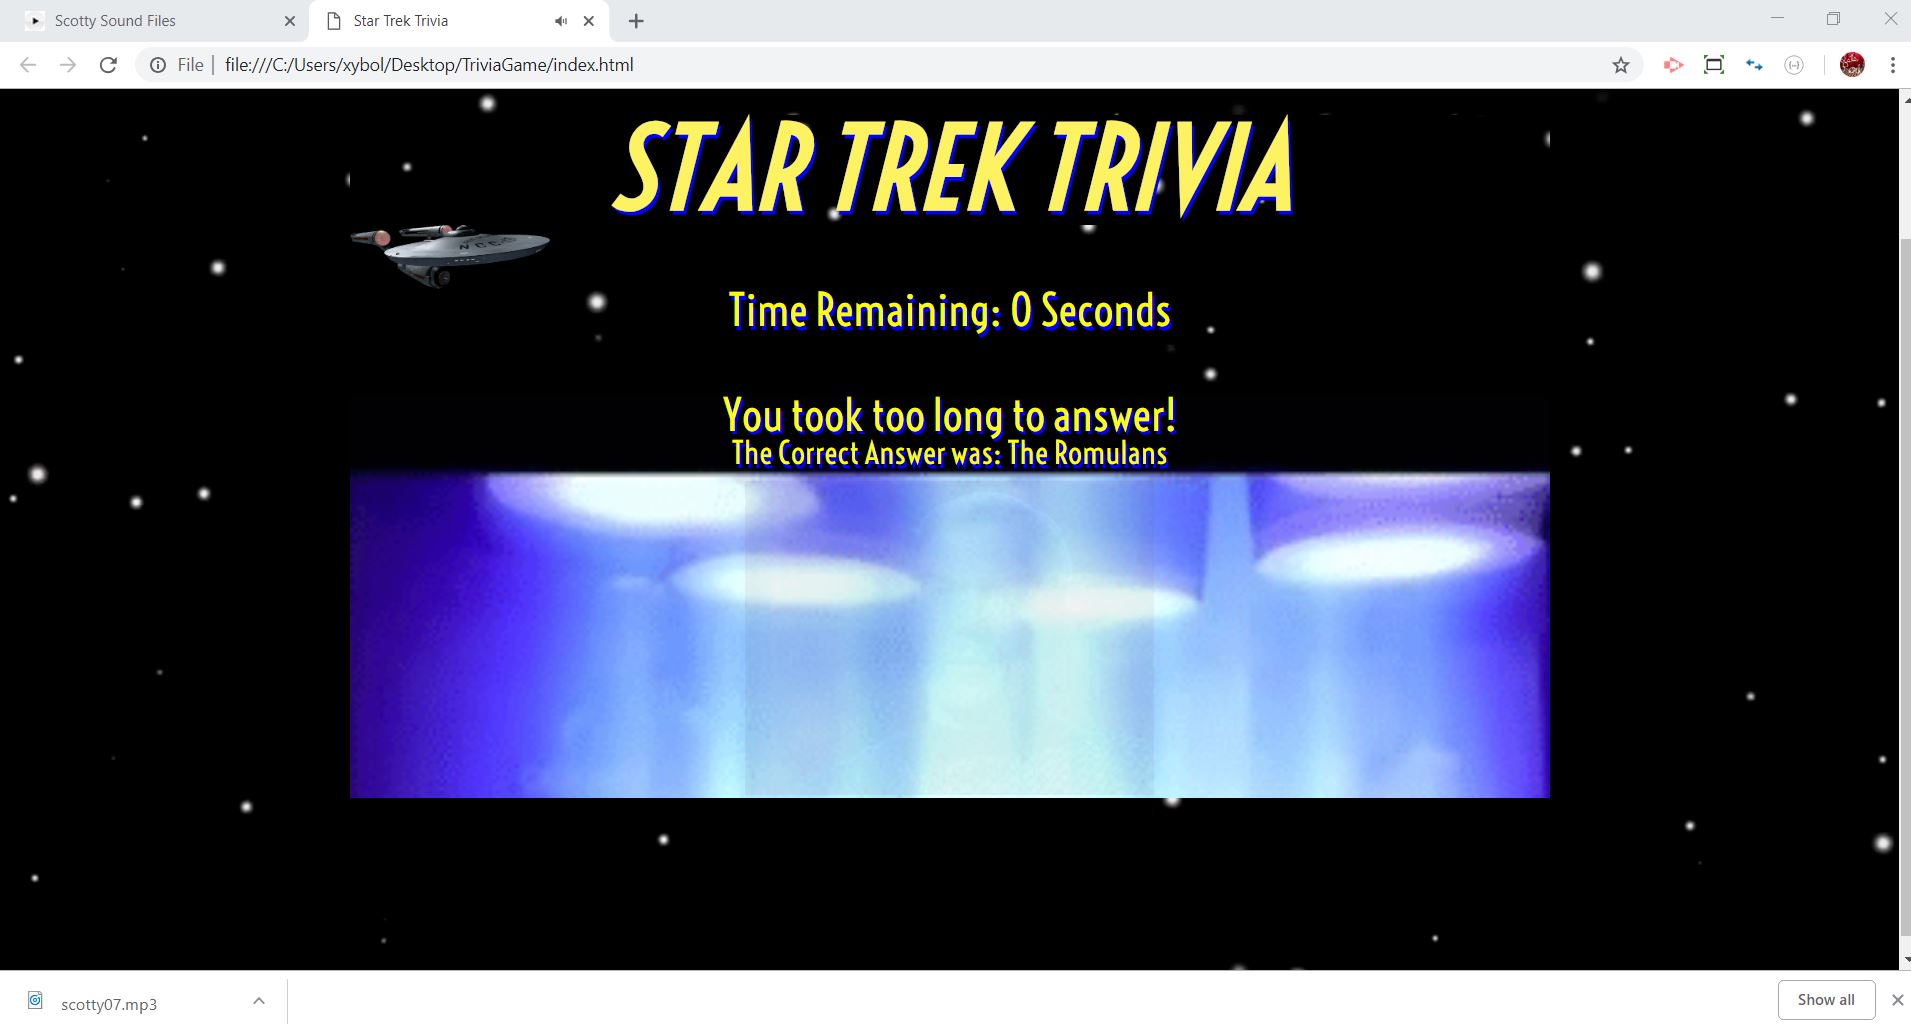 Scotty Sound Files
Star Trek Trivia
File
file:///C:/Users/xybol/Desktop/TriviaGame/index.html
STAR TREK TRIVIA
Time Remaining: 0 Seconds
You took too long to answer!
The Correct Answer was: The Romulans
scotty07.mp3
Show all